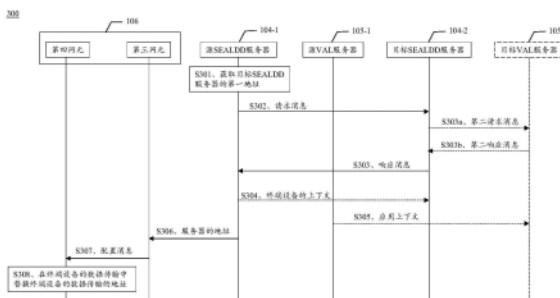 300
106
104-1
105-1
104-2
105
第四网元
第三网元
源SEALDD服务器
源VAL服务器
目标SEALDD服务器
目标VAL服务器
S301、获取目标SEALDD
服务器的第一地址
S302、请求消息
S303a、第二请求消息
S303b、第二响应消息
S303、响应消息
S304、终端设备的上下文
S305、应用上下文
S306、服务器的地址
S307、配置消息
S308、在终端设备的数据传输中
替换终端设备的数据传输的地址